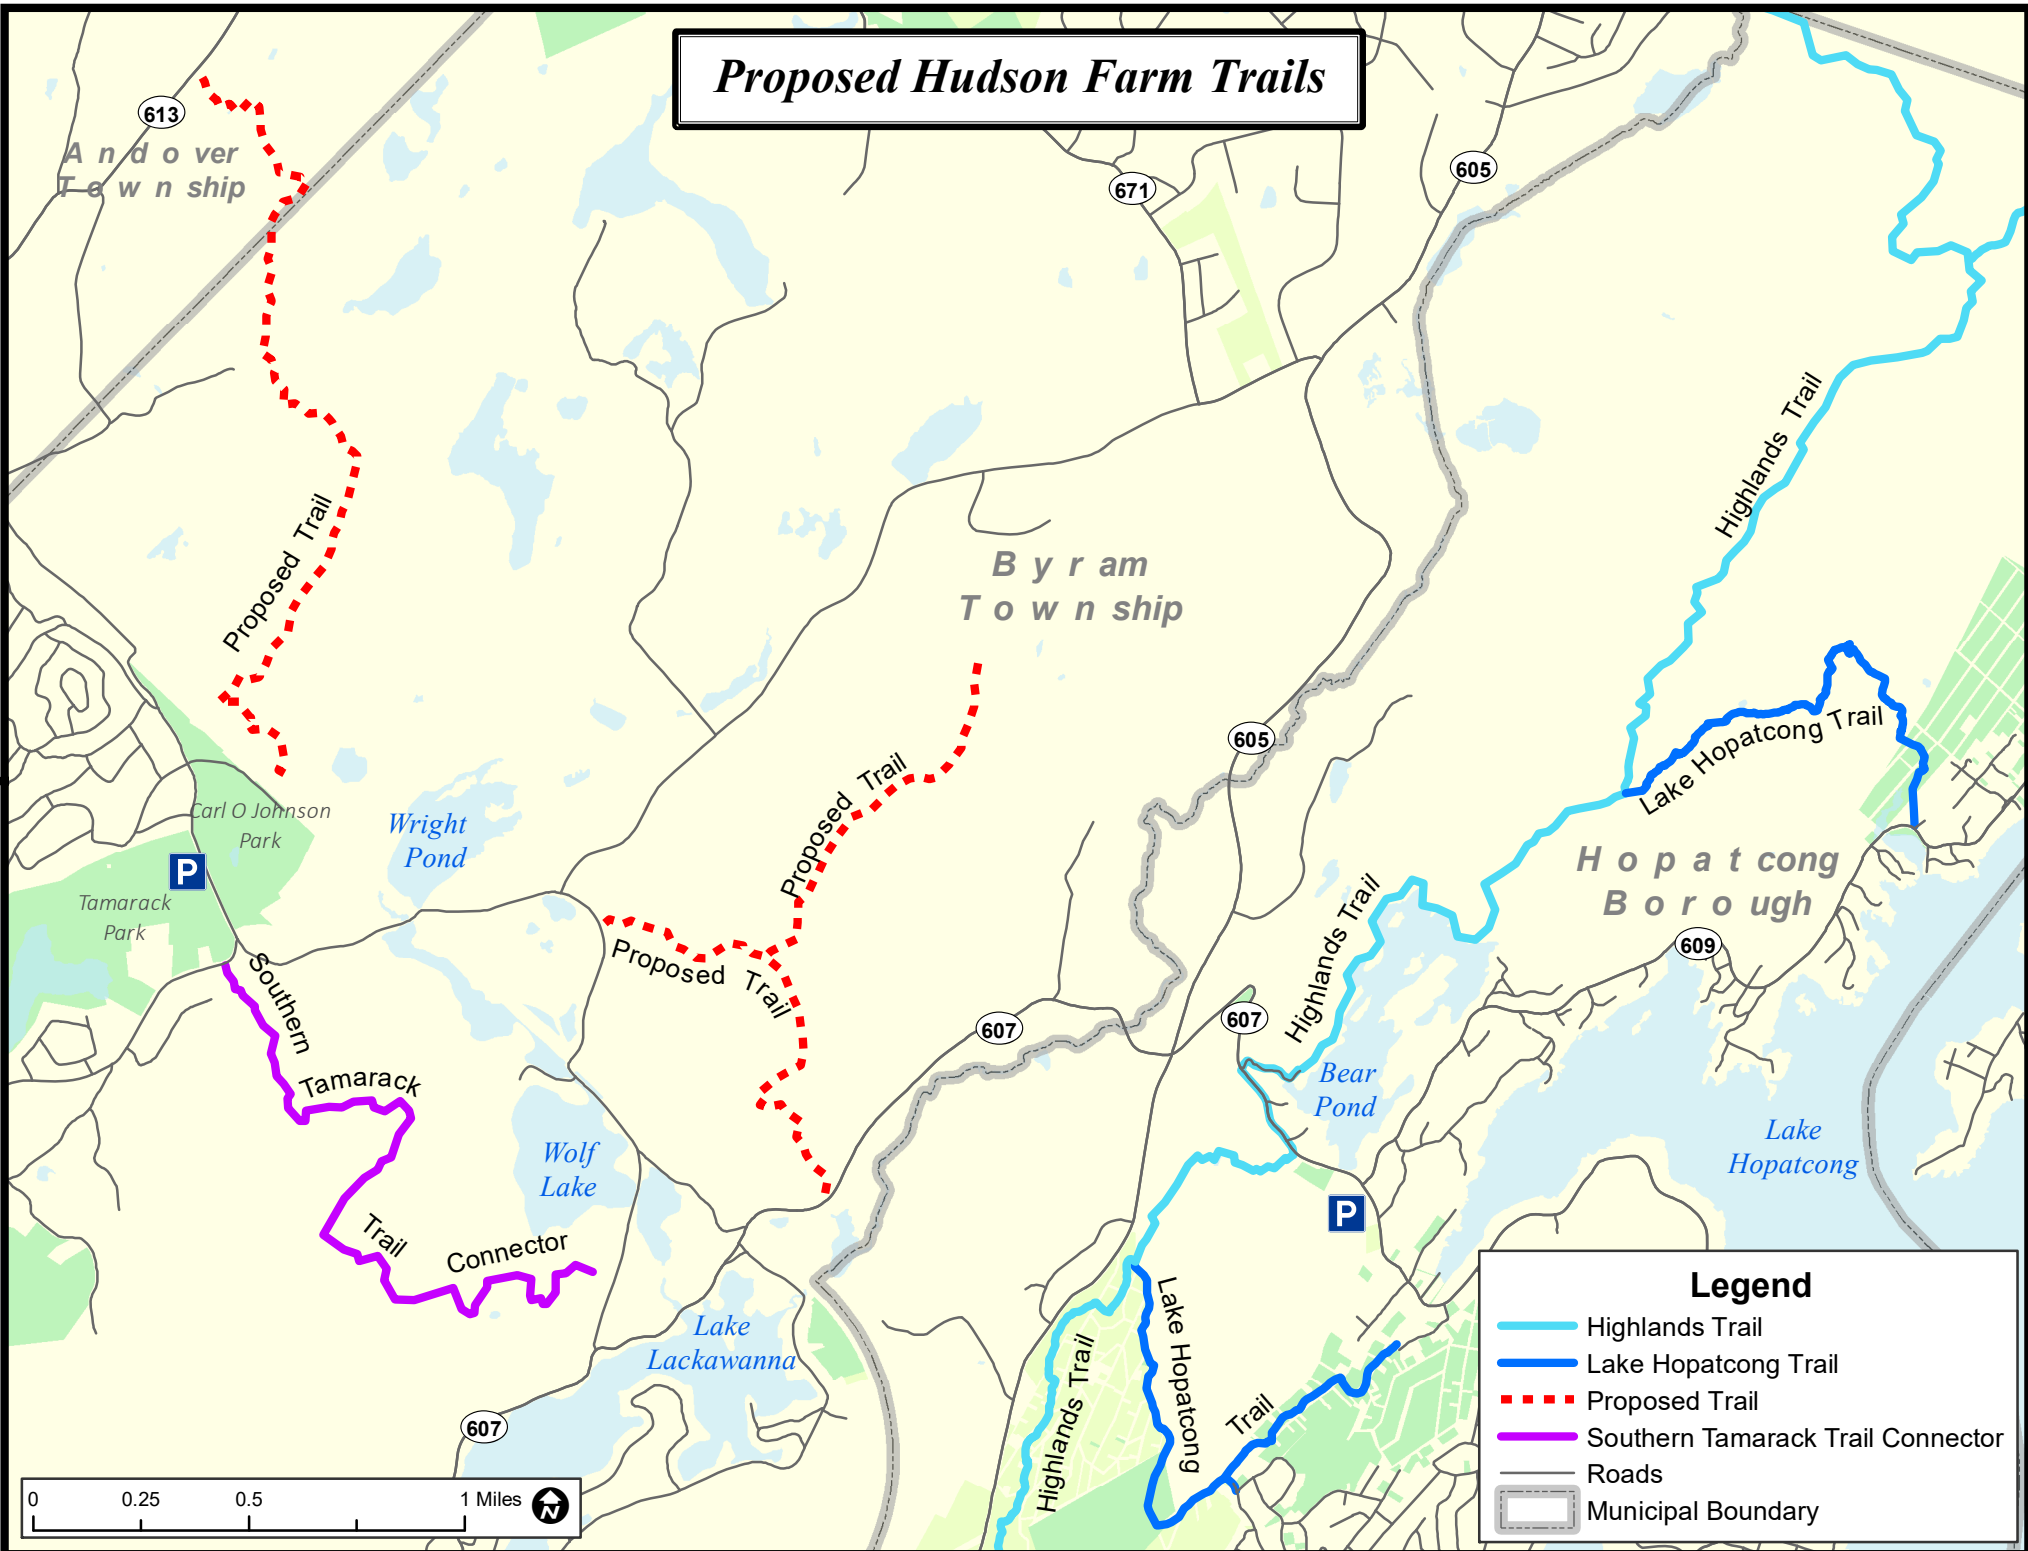 Proposed Hudson Farm Trails
613
Andover
Township
671
605
Highlands Trail
Proposed Trail
Byram
Township
605
Lake Hopatcong Trail
Proposed Trail
Carl O Johnson
Park
Wright
Pond
P
Tamarack
Park
Hopatcong
Borough
609
Highlands Trail
Proposed Trail
Southern
Tamarack
Trail
Connector
607
607
Bear
Pond
Lake
Hopatcong
Wolf
Lake
P
Lake
Lackawanna
Highlands Trail
Lake Hopatcong
Trail
607
Legend
Highlands Trail
Lake Hopatcong Trail
Proposed Trail
Southern Tamarack Trail Connector
Roads
Municipal Boundary
0 0.25 0.5 1 Miles
N